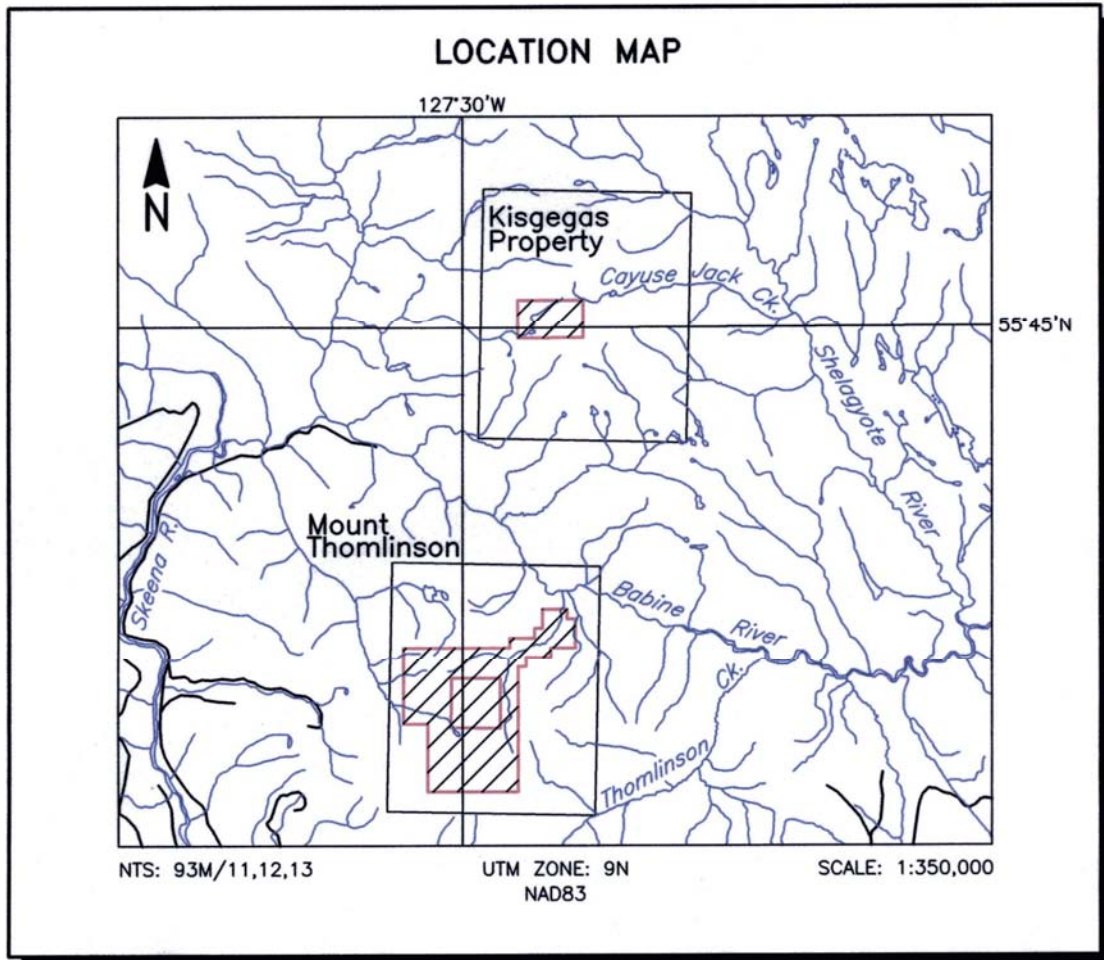 LOCATION MAP
127°30'W
N
Kisgegas
Property
Cayuse Jack Ck.
55°45'N
Shelagyote River
Skeena R.
Mount
Thomlinson
Babine River
Thomlinson Ck.
NTS: 93M/11,12,13
UTM ZONE: 9N
NAD83
SCALE: 1:350,000